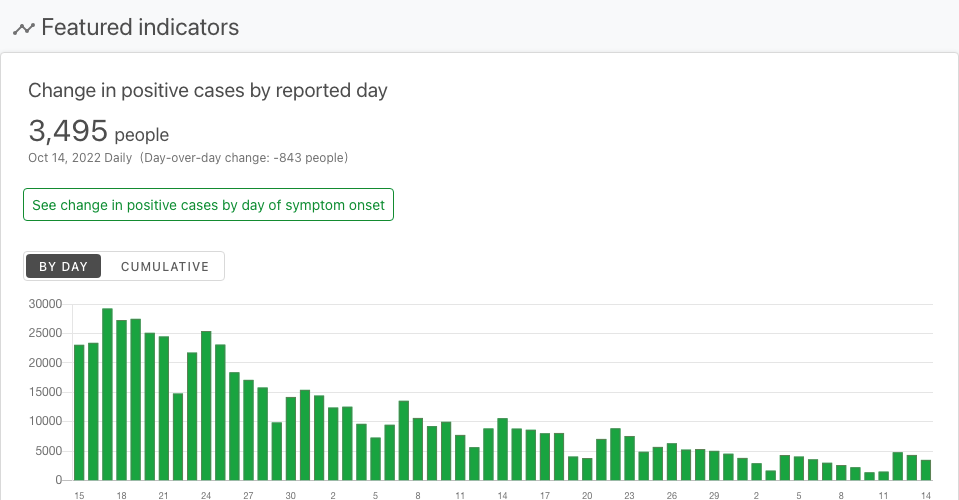 Featured indicators
Change in positive cases by reported day
3,495 people
Oct 14, 2022 Daily (Day-over-day change: -843 people)
See change in positive cases by day of symptom onset
BY DAY CUMULATIVE
30000
25000
20000
15000
10000
5000
0
15 18 21 24 27 30 2 5 8 11 14 17 20 23 26 29 2 5 8 11 14